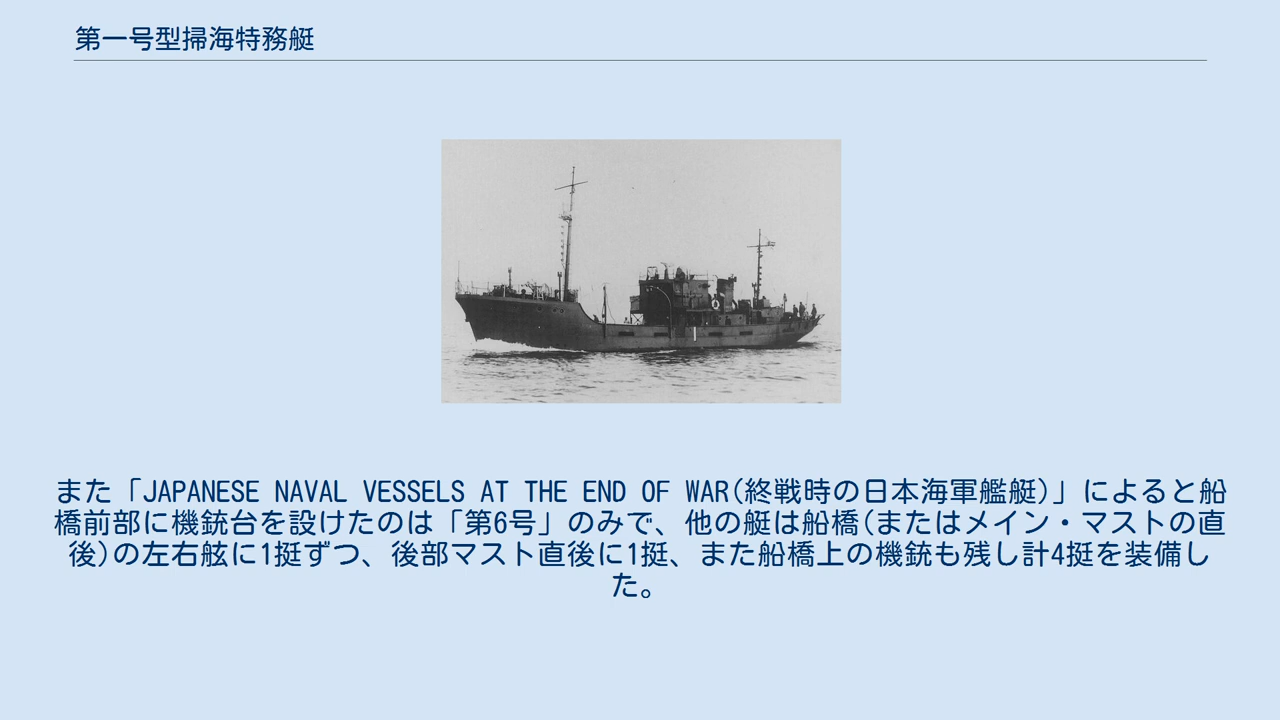 第一号型掃海特務艇
また「JAPANESE NAVAL VESSELS AT THE END OF WAR(終戦時の日本海軍艦艇)」によると船
橋前部に機銃台を設けたのは「第6号」のみで、他の艇は船橋(またはメイン・マストの直
後)の左右舷に1挺ずつ、後部マスト直後に1挺、また船橋上の機銃も残し計4挺を装備し
た。